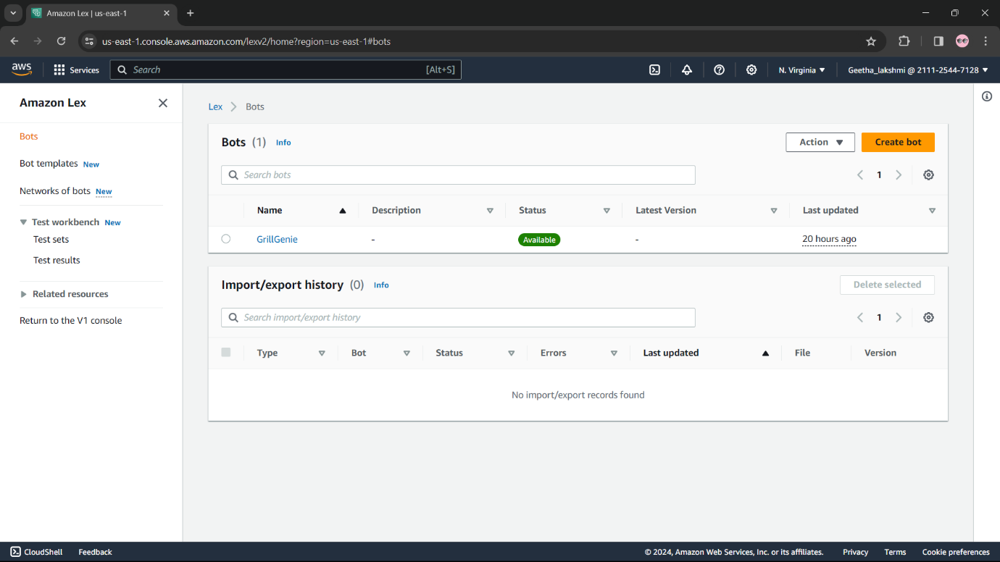 Amazon Lex | us-east-1
us-east-1.console.aws.amazon.com/lexv2/home?region=us-east-1#bots
aws Services Search [Alt+S] N. Virginia Geetha_lakshmi @ 2111-2544-7128
Amazon Lex
Bots
Bot templates New
Networks of bots New
Test workbench New
Test sets
Test results
Related resources
Return to the V1 console
Lex Bots
Bots (1) Info Action Create bot
Search bots 1
Name Description Status Latest Version Last updated
GrillGenie - Available - 20 hours ago
Import/export history (0) Info Delete selected
Search import/export history 1
Type Bot Status Errors Last updated File Version
No import/export records found
CloudShell Feedback © 2024, Amazon Web Services, Inc. or its affiliates. Privacy Terms Cookie preferences